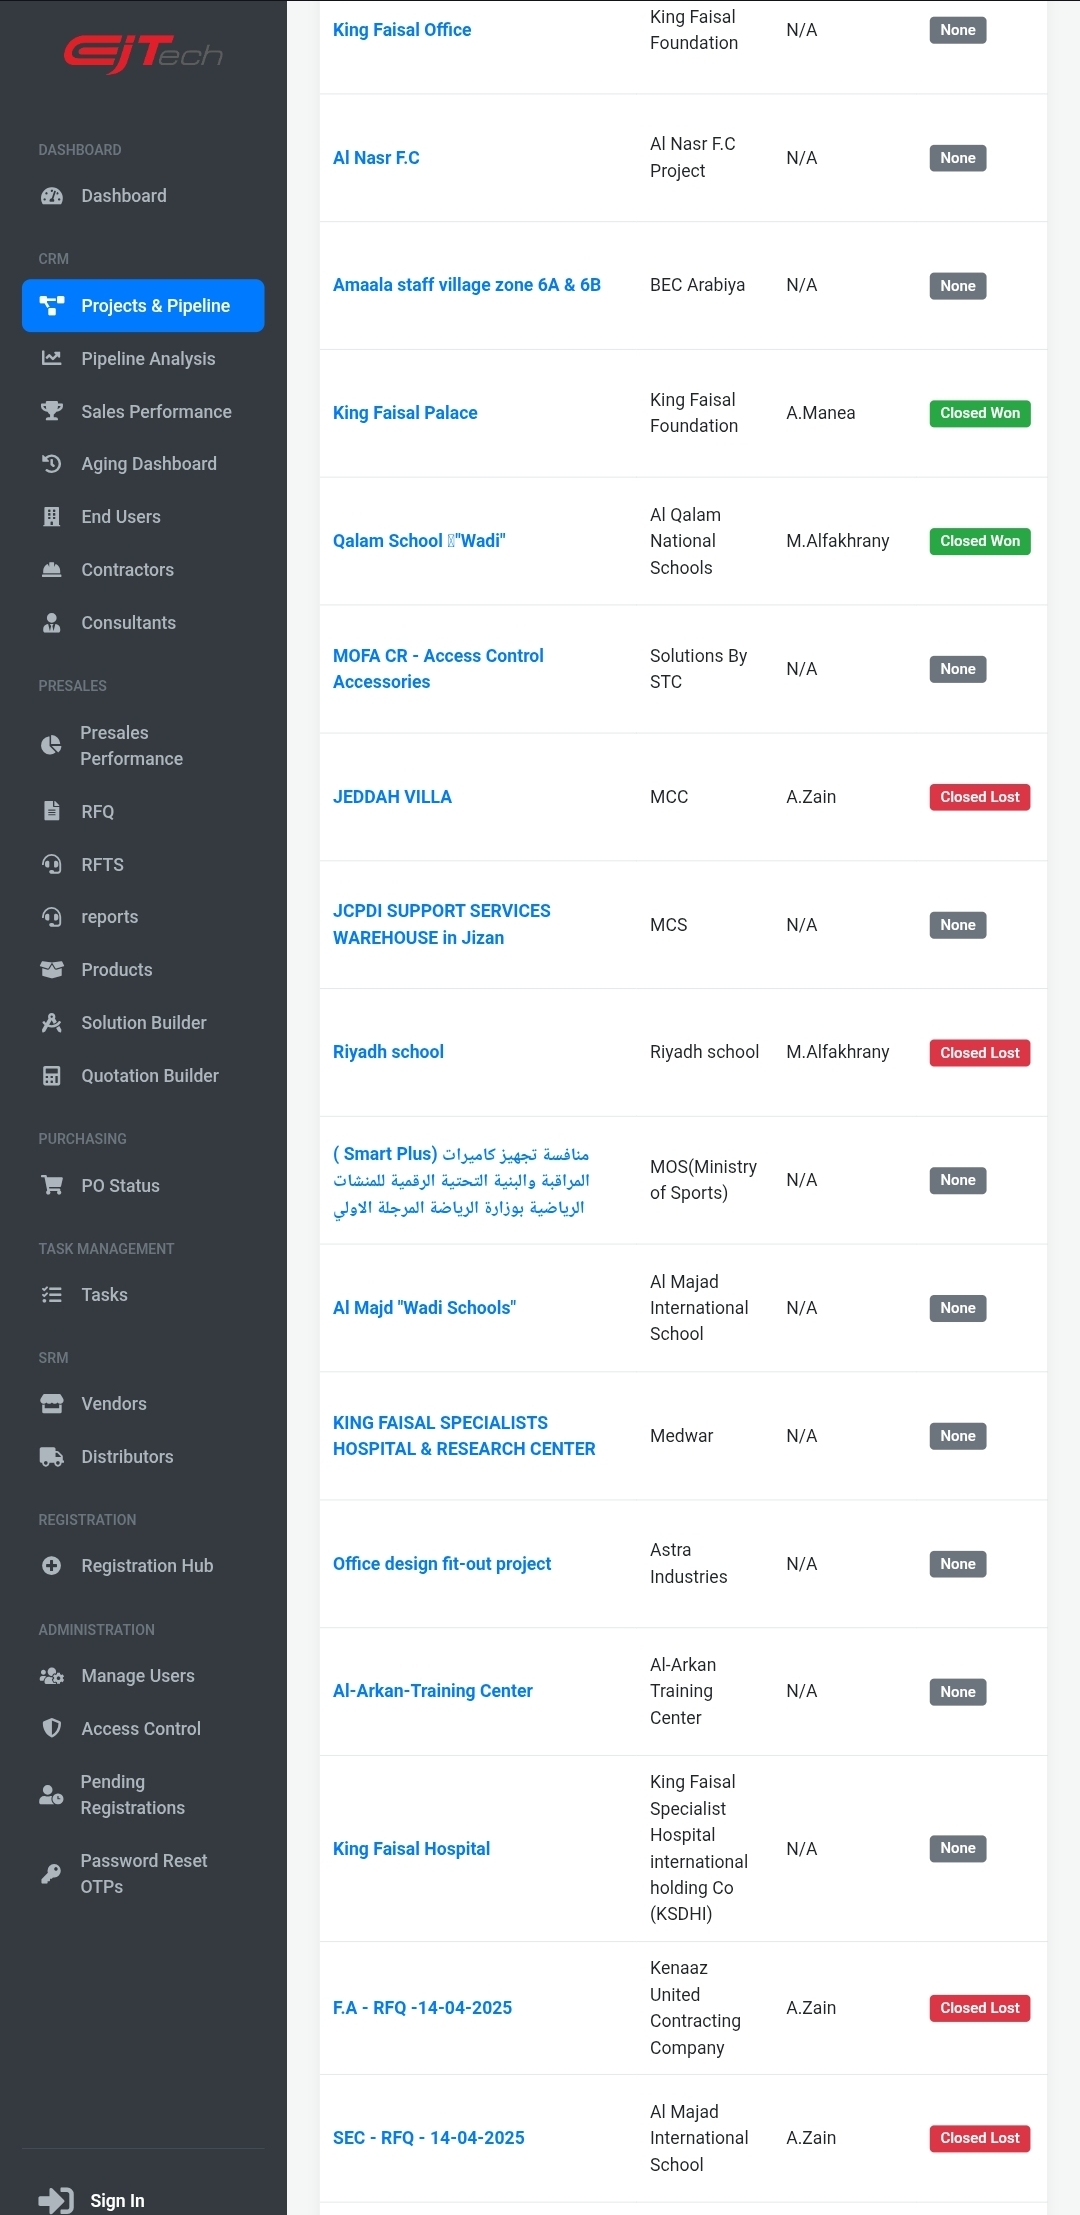 EJTech
DASHBOARD
Dashboard
CRM
Projects & Pipeline
Pipeline Analysis
Sales Performance
Aging Dashboard
End Users
Contractors
Consultants
PRESALES
Presales
Performance
RFQ
RFTS
reports
Products
Solution Builder
Quotation Builder
PURCHASING
PO Status
TASK MANAGEMENT
Tasks
SRM
Vendors
Distributors
REGISTRATION
Registration Hub
ADMINISTRATION
Manage Users
Access Control
Pending
Registrations
Password Reset
OTPs
Sign In
King Faisal Office
King Faisal
Foundation
N/A
None
Al Nasr F.C
Al Nasr F.C
Project
N/A
None
Amaala staff village zone 6A & 6B
BEC Arabiya
N/A
None
King Faisal Palace
King Faisal
Foundation
A.Manea
Closed Won
Qalam School "Wadi"
Al Qalam
National
Schools
M.Alfakhrany
Closed Won
MOFA CR - Access Control
Accessories
Solutions By
STC
N/A
None
JEDDAH VILLA
MCC
A.Zain
Closed Lost
JCPDI SUPPORT SERVICES
WAREHOUSE in Jizan
MCS
N/A
None
Riyadh school
Riyadh school
M.Alfakhrany
Closed Lost
( Smart Plus) منافسة تجهيز كاميرات
المراقبة والبنية التحتية الرقمية للمنشات
الرياضية بوزارة الرياضة المرجلة الاولي
MOS(Ministry
of Sports)
N/A
None
Al Majd "Wadi Schools"
Al Majad
International
School
N/A
None
KING FAISAL SPECIALISTS
HOSPITAL & RESEARCH CENTER
Medwar
N/A
None
Office design fit-out project
Astra
Industries
N/A
None
Al-Arkan-Training Center
Al-Arkan
Training
Center
N/A
None
King Faisal Hospital
King Faisal
Specialist
Hospital
international
holding Co
(KSDHI)
N/A
None
F.A - RFQ -14-04-2025
Kenaaz
United
Contracting
Company
A.Zain
Closed Lost
SEC - RFQ - 14-04-2025
Al Majad
International
School
A.Zain
Closed Lost